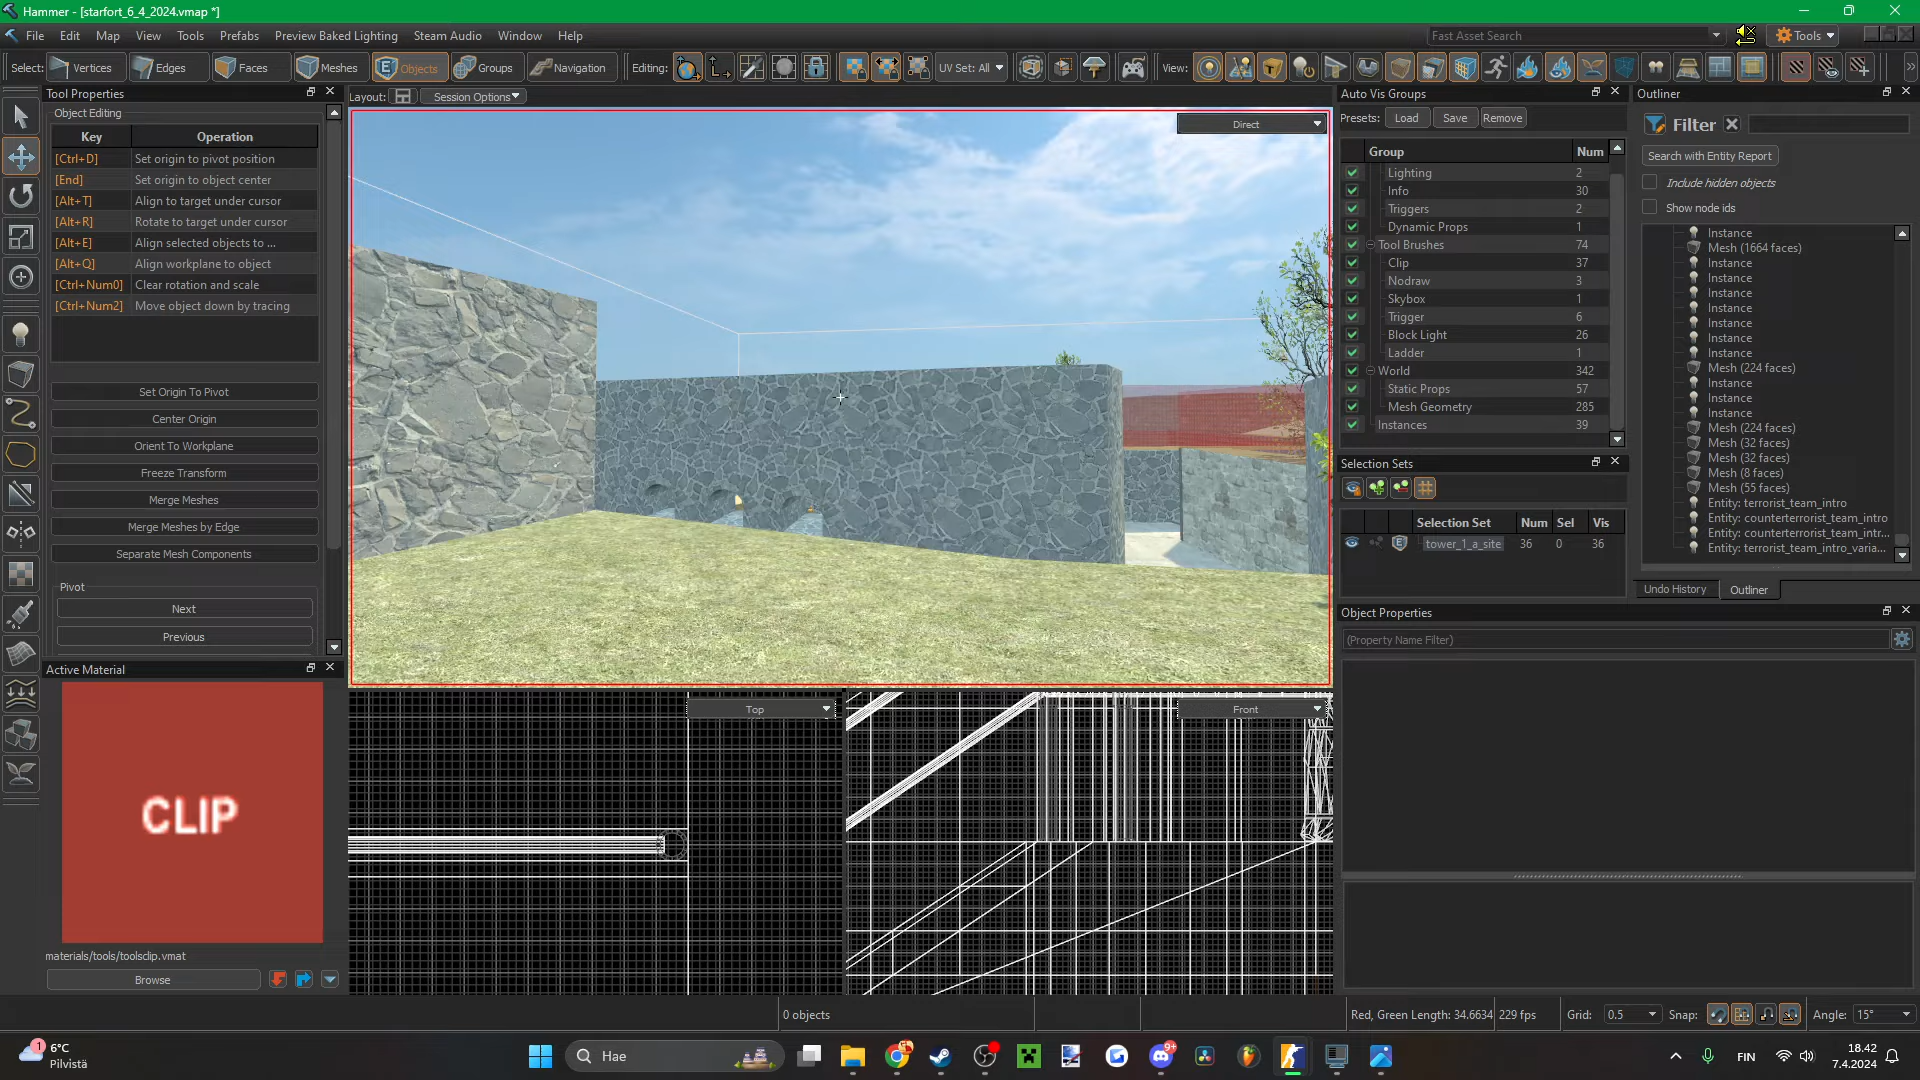 Hammer - [starfort_6_4_2024.vmap *]
File Edit Map View Tools Prefabs Preview Baked Lighting Steam Audio Window Help
Fast Asset Search
Tools
Select: Vertices Edges Faces Meshes Objects Groups Navigation Editing: UV Set: All View:
Tool Properties
Object Editing
Key Operation
[Ctrl+D] Set origin to pivot position
[End] Set origin to object center
[Alt+T] Align to target under cursor
[Alt+R] Rotate to target under cursor
[Alt+E] Align selected objects to ...
[Alt+Q] Align workplane to object
[Ctrl+Num0] Clear rotation and scale
[Ctrl+Num2] Move object down by tracing
Set Origin To Pivot
Center Origin
Orient To Workplane
Freeze Transform
Merge Meshes
Merge Meshes by Edge
Separate Mesh Components
Pivot
Next
Previous
Active Material
CLIP
materials/tools/toolsclip.vmat
Browse
Layout: Session Options
Direct
Top
Front
Auto Vis Groups
Presets: Load Save Remove
Group Num
Lighting 2
Info 30
Triggers 2
Dynamic Props 1
Tool Brushes 74
Clip 37
Nodraw 3
Skybox 1
Trigger 6
Block Light 26
Ladder 1
World 342
Static Props 57
Mesh Geometry 285
Instances 39
Selection Sets
Selection Set Num Sel Vis
tower_1_a_site 36 0 36
Outliner
Filter
Search with Entity Report
Include hidden objects
Show node ids
Instance
Mesh (1664 faces)
Instance
Instance
Instance
Instance
Instance
Instance
Instance
Mesh (224 faces)
Instance
Instance
Instance
Mesh (224 faces)
Mesh (32 faces)
Mesh (32 faces)
Mesh (8 faces)
Mesh (55 faces)
Entity: terrorist_team_intro
Entity: counterterrorist_team_intro
Entity: counterterrorist_team_intr...
Entity: terrorist_team_intro_varia...
Undo History Outliner
Object Properties
(Property Name Filter)
0 objects
Red, Green Length: 34.6634
229 fps
Grid: 0.5
Snap:
Angle: 15°
1
6°C
Pilvistä
Hae
9+
FIN
18.42
7.4.2024